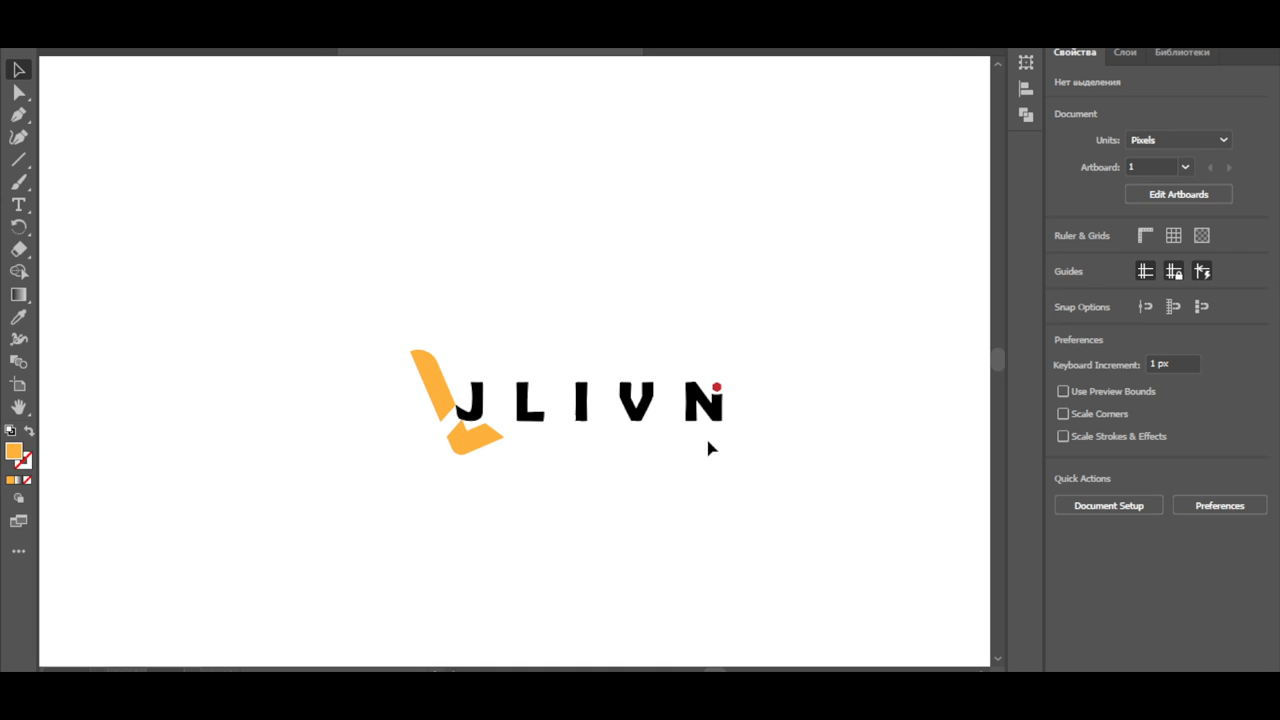 Свойства Слои Библиотеки
Нет выделения
Document
Units: Pixels
Artboard: 1
Edit Artboards
Ruler & Grids
Guides
Snap Options
Preferences
Keyboard Increment: 1 px
Use Preview Bounds
Scale Corners
Scale Strokes & Effects
Quick Actions
Document Setup Preferences
JLIVN